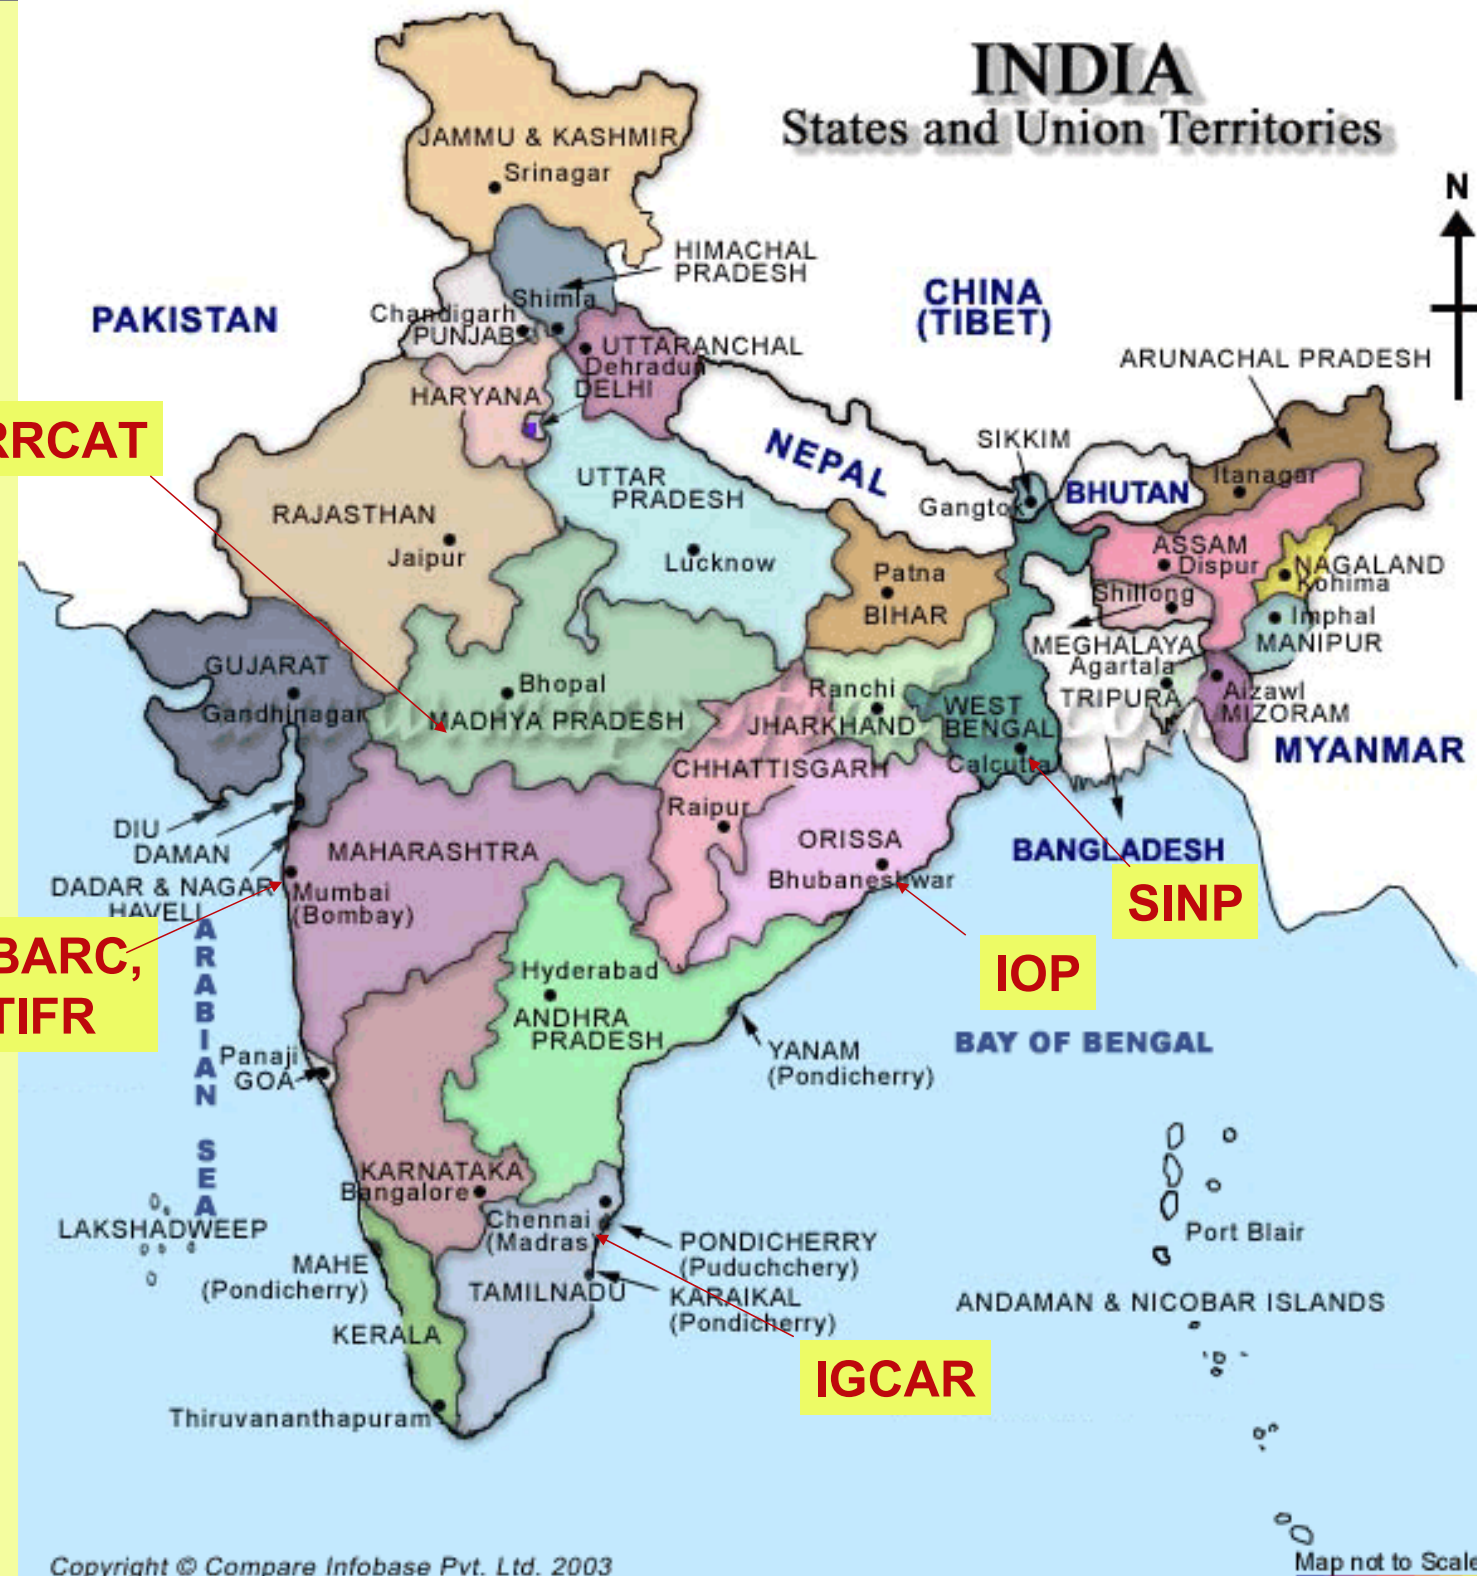 INDIA
States and Union Territories
N
JAMMU & KASHMIR
Srinagar
HIMACHAL
PRADESH
PAKISTAN
CHINA
(TIBET)
Shimla
Chandigarh
PUNJAB
UTTARANCHAL
Dehradun
DELHI
HARYANA
ARUNACHAL PRADESH
RRCAT
NEPAL
SIKKIM
Gangtok
BHUTAN
Itanagar
UTTAR
PRADESH
Lucknow
RAJASTHAN
Jaipur
Patna
BIHAR
ASSAM
Dispur
NAGALAND
Kohima
Shillong
MEGHALAYA
Imphal
MANIPUR
Agartala
TRIPURA
Aizawl
MIZORAM
MYANMAR
GUJARAT
Gandhinagar
Bhopal
MADHYA PRADESH
Ranchi
JHARKHAND
WEST
BENGAL
Calcutta
CHHATTISGARH
Raipur
DIU
DAMAN
DADAR & NAGAR
HAVELI
MAHARASHTRA
Mumbai
(Bombay)
ORISSA
Bhubaneshwar
BANGLADESH
SINP
BARC,
TIFR
IOP
ARABIAN SEA
Hyderabad
ANDHRA
PRADESH
YANAM
(Pondicherry)
BAY OF BENGAL
Panaji
GOA
KARNATAKA
Bangalore
LAKSHADWEEP
Chennai
(Madras)
PONDICHERRY
(Puduchchery)
Port Blair
MAHE
(Pondicherry)
TAMILNADU
KARAIKAL
(Pondicherry)
ANDAMAN & NICOBAR ISLANDS
KERALA
IGCAR
Thiruvananthapuram
Copyright © Compare Infobase Pvt. Ltd. 2003
Map not to Scale